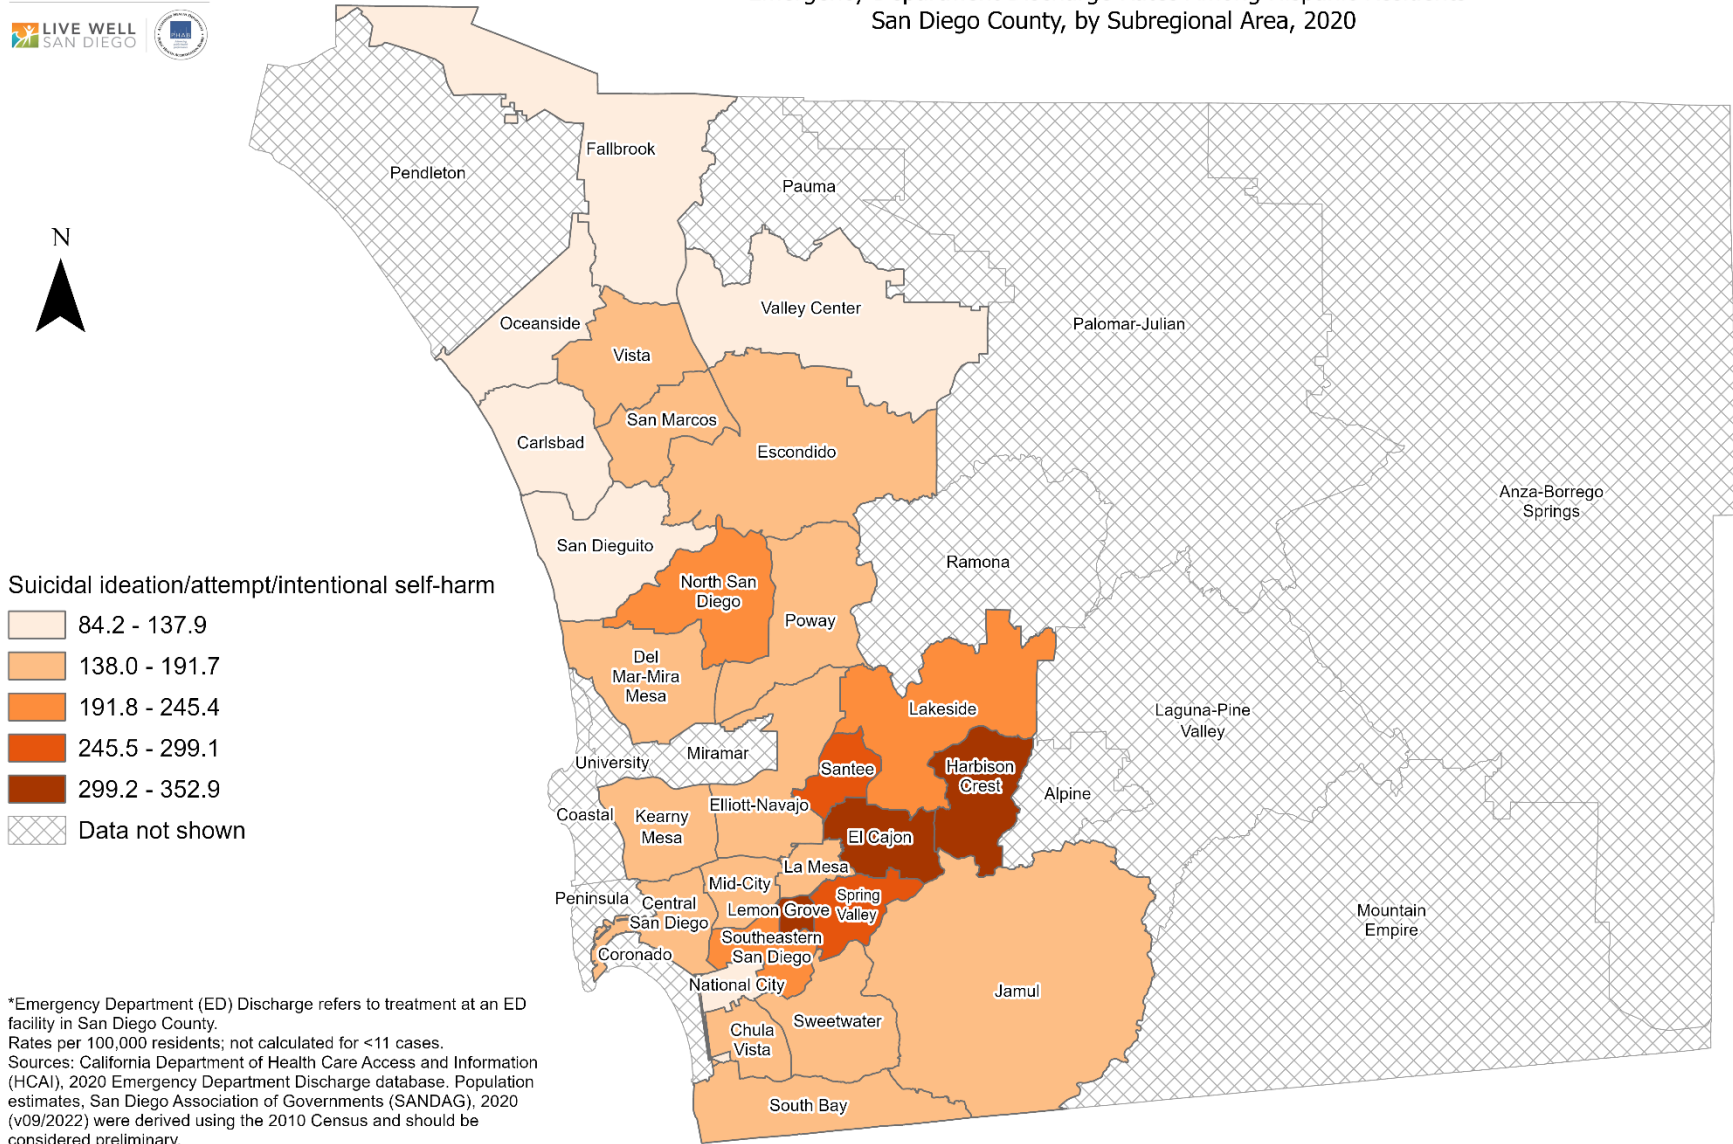 San Diego County, by Subregional Area, 2020
LIVE WELL
SAN DIEGO
PHAB
N
Pendleton
Fallbrook
Pauma
Oceanside
Valley Center
Palomar-Julian
Vista
San Marcos
Carlsbad
Escondido
Anza-Borrego
Springs
San Dieguito
Ramona
North San
Diego
Poway
Del
Mar-Mira
Mesa
Lakeside
Laguna-Pine
Valley
Miramar
University
Santee
Harbison
Crest
Alpine
Coastal
Kearny
Mesa
Elliott-Navajo
El Cajon
La Mesa
Mid-City
Peninsula
Central
San Diego
Lemon Grove
Spring
Valley
Mountain
Empire
Southeastern
San Diego
Coronado
National City
Jamul
Chula
Vista
Sweetwater
South Bay
Suicidal ideation/attempt/intentional self-harm
84.2 - 137.9
138.0 - 191.7
191.8 - 245.4
245.5 - 299.1
299.2 - 352.9
Data not shown
*Emergency Department (ED) Discharge refers to treatment at an ED
facility in San Diego County.
Rates per 100,000 residents; not calculated for <11 cases.
Sources: California Department of Health Care Access and Information
(HCAI), 2020 Emergency Department Discharge database. Population
estimates, San Diego Association of Governments (SANDAG), 2020
(v09/2022) were derived using the 2010 Census and should be
considered preliminary.